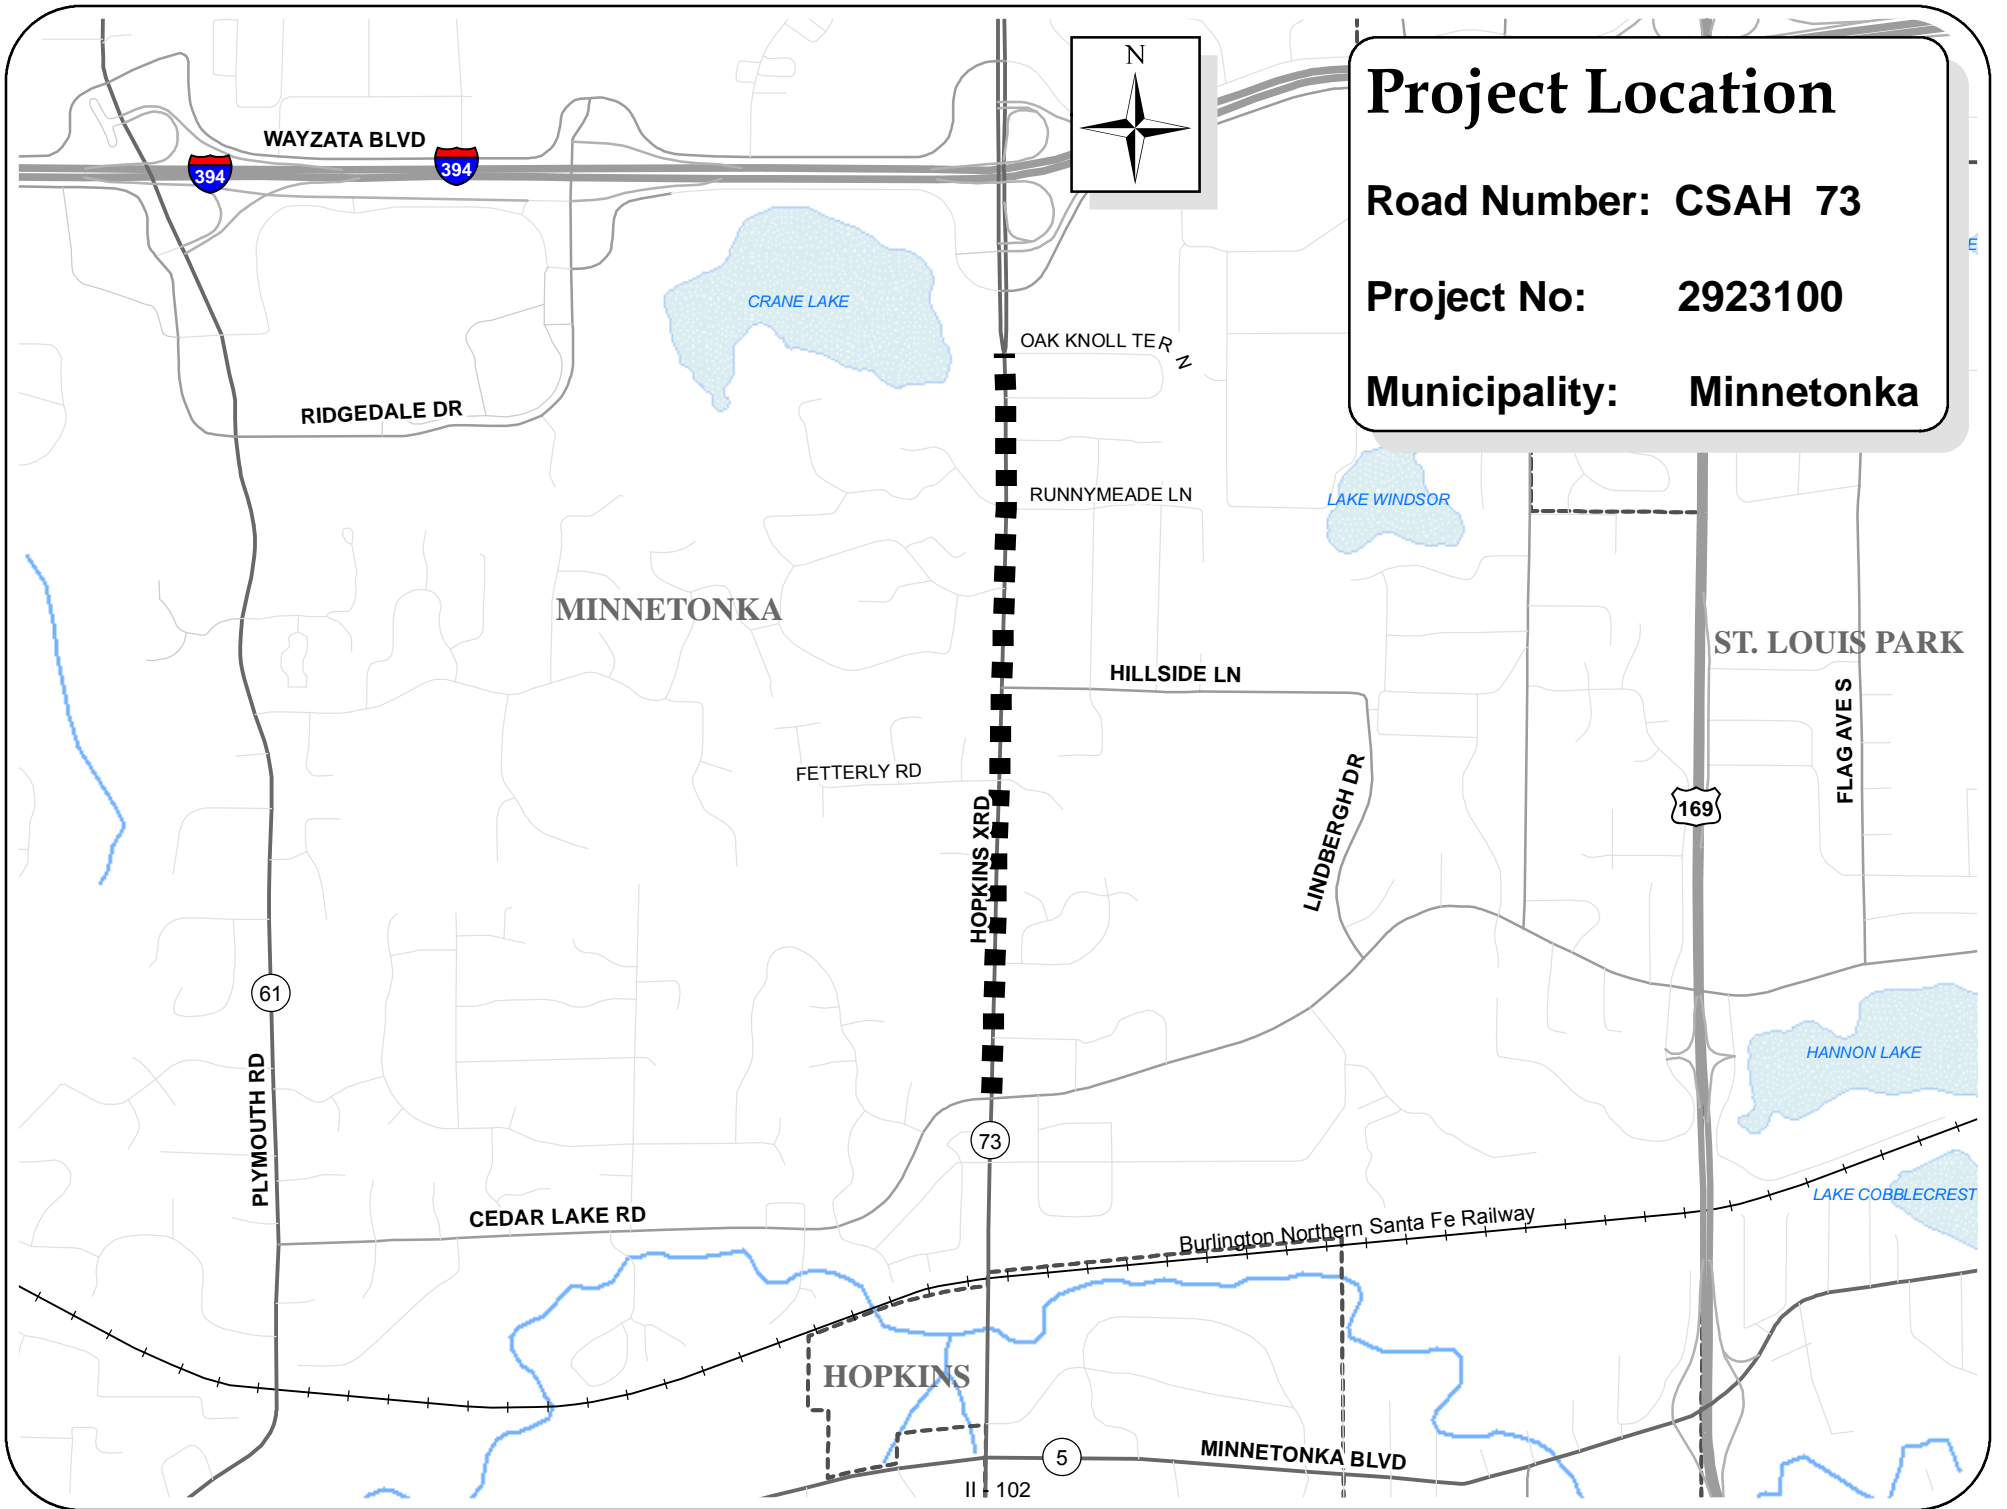 N
Project Location
Road Number: CSAH 73
Project No: 2923100
Municipality: Minnetonka
WAYZATA BLVD
394
394
E
CRANE LAKE
OAK KNOLL TER N
RIDGEDALE DR
RUNNYMEADE LN
LAKE WINDSOR
MINNETONKA
ST. LOUIS PARK
HILLSIDE LN
FLAG AVE S
FETTERLY RD
LINDBERGH DR
169
HOPKINS XRD
61
HANNON LAKE
PLYMOUTH RD
73
LAKE COBBLECREST
CEDAR LAKE RD
Burlington Northern Santa Fe Railway
HOPKINS
5
MINNETONKA BLVD
II - 102